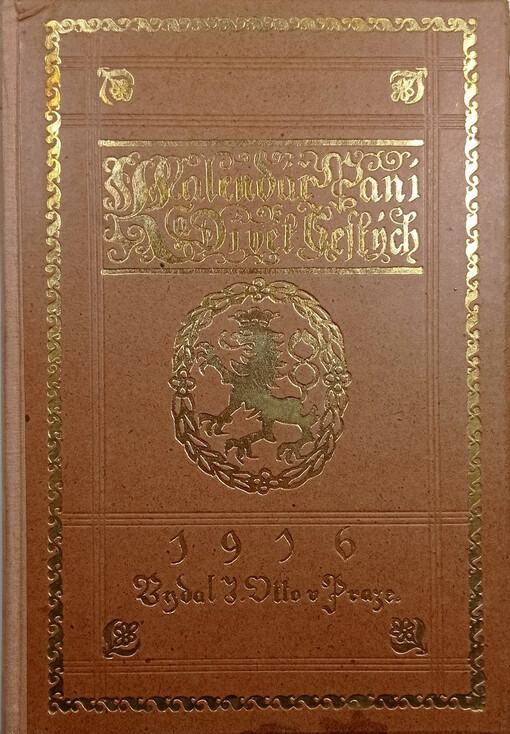 Kalendář Paní
a Dívek Českých
1916
Vydal J. Otto v Praze.